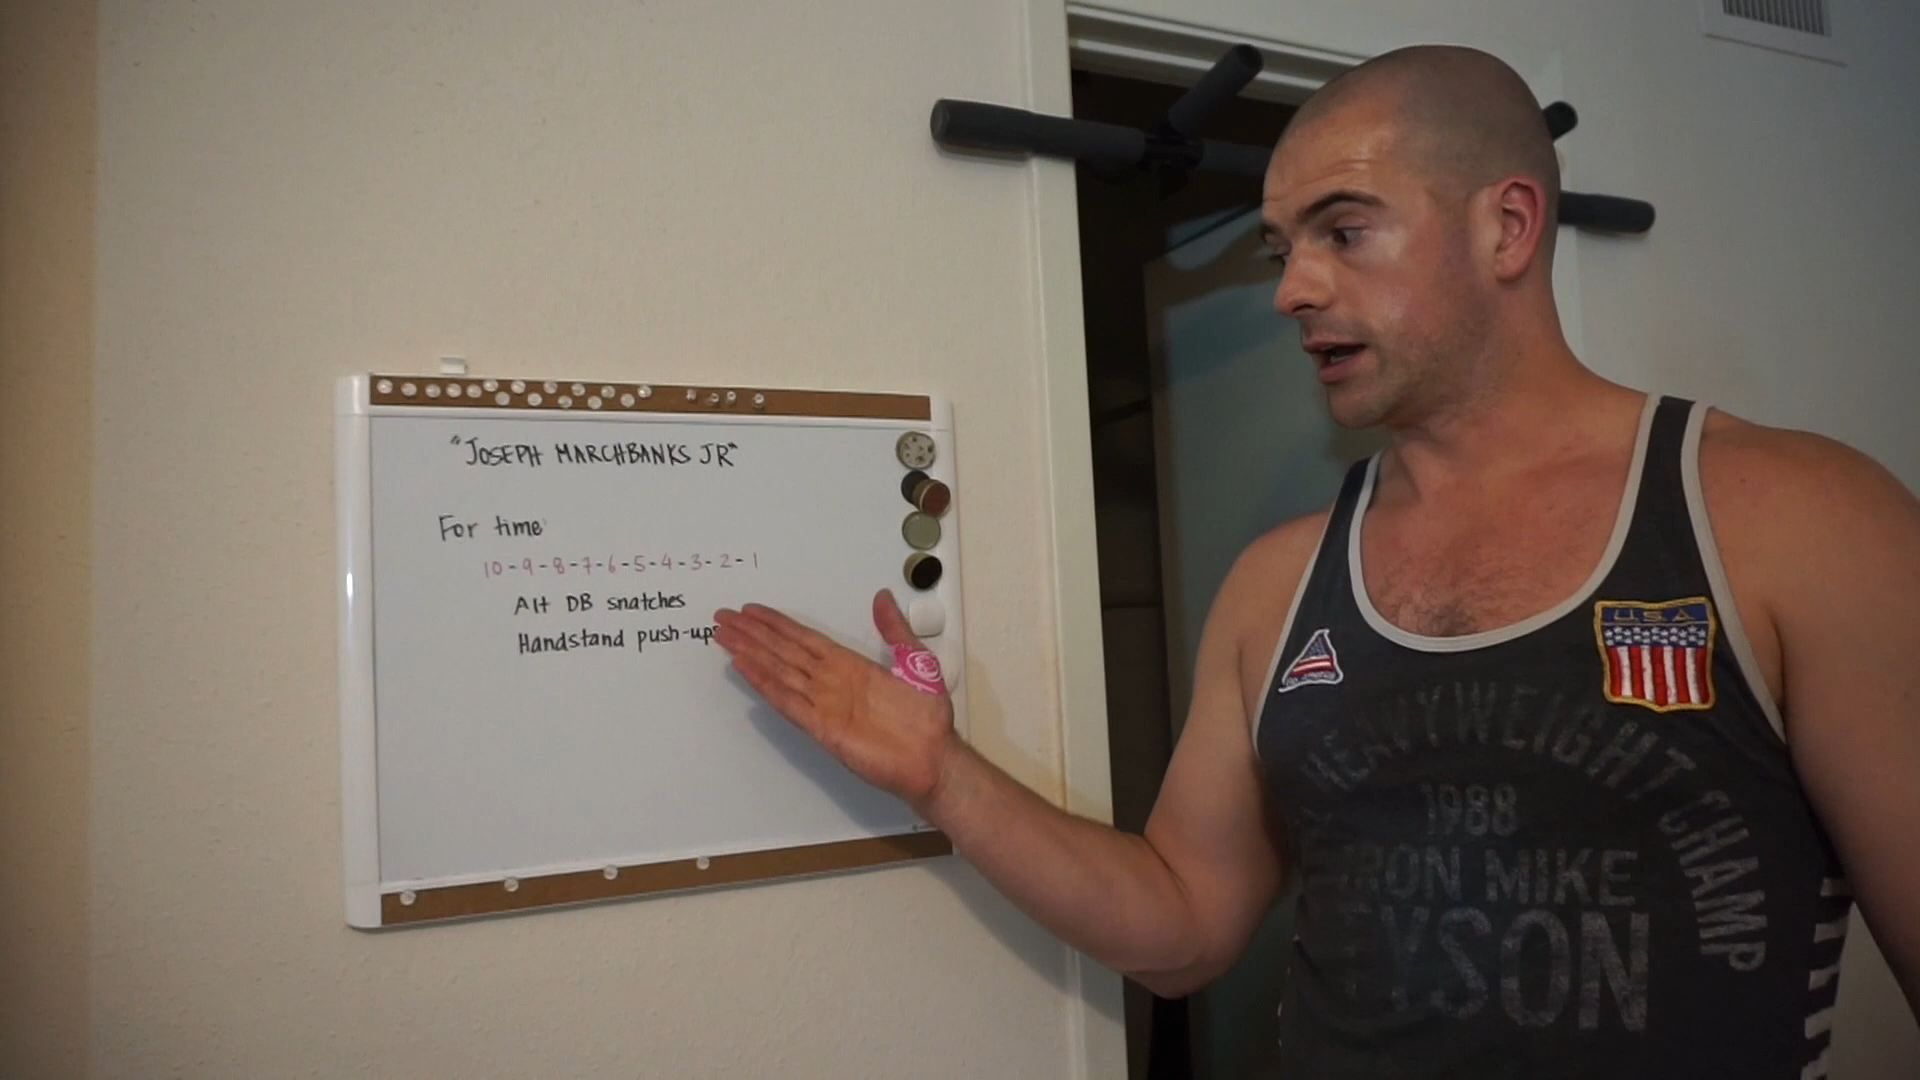 "JOSEPH MARCHBANKS JR"
For time
10-9-8-7-6-5-4-3-2-1
Alt DB snatches
Handstand push-ups
U.S.A
HEAVYWEIGHT CHAMP
1988
IRON MIKE
YSON